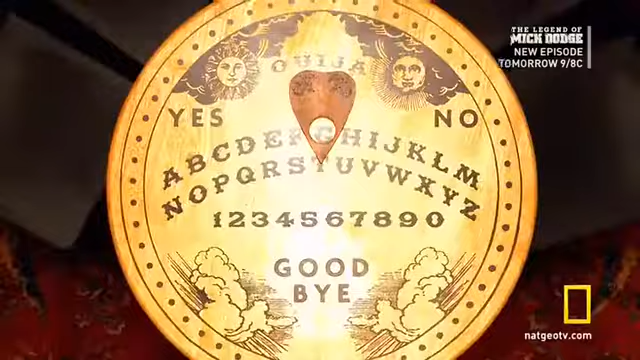 THE LEGEND OF
MICK DODGE
NEW EPISODE
TOMORROW 9/8C
OUIJA
YES
NO
ABCDEFGHIJKLM
NOPQRSTUVWXYZ
1234567890
GOOD
BYE
natgeotv.com